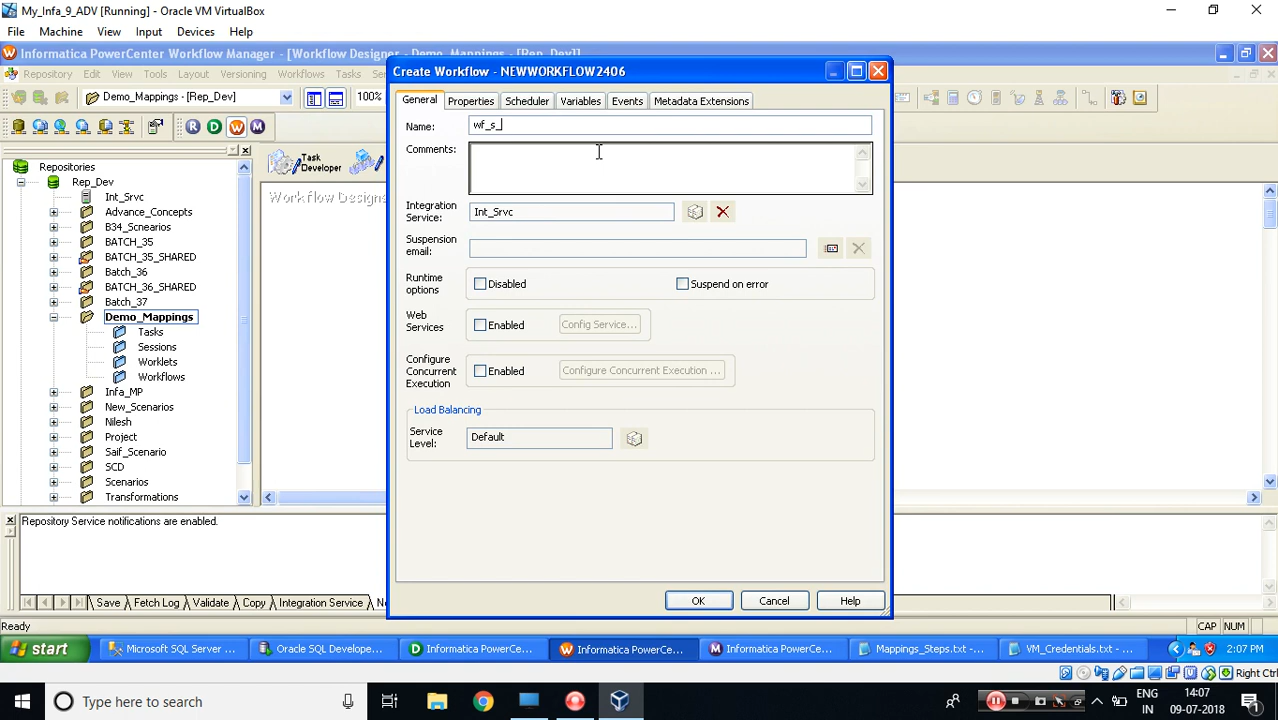 My_Infa_9_ADV [Running] - Oracle VM VirtualBox
File Machine View Input Devices Help
Informatica PowerCenter Workflow Manager - [Workflow Designer - Demo_Mappings - [Rep_Dev]]
Repository Edit View Tools Layout Versioning Workflows Tasks
Create Workflow - NEWWORKFLOW2406
Demo_Mappings - [Rep_Dev] 100%
General Properties Scheduler Variables Events Metadata Extensions
Name: wf_s_
Comments:
Integration Service: Int_Srvc
Suspension email:
Runtime options Disabled Suspend on error
Web Services Enabled Config Service...
Configure Concurrent Execution Enabled Configure Concurrent Execution ...
Load Balancing
Service Level: Default
OK Cancel Help
R D W M
Task Developer
Workflow Designer
Repositories
Rep_Dev
Int_Srvc
Advance_Concepts
B34_Scnerios
BATCH_35
BATCH_35_SHARED
Batch_36
BATCH_36_SHARED
Batch_37
Demo_Mappings
Tasks
Sessions
Worklets
Workflows
Infa_MP
New_Scenarios
Nilesh
Project
Saif_Scenario
SCD
Scenarios
Transformations
Repository Service notifications are enabled.
Save Fetch Log Validate Copy Integration Service
Ready CAP NUM
start Microsoft SQL Server ... Oracle SQL Develope... Informatica PowerCe... Informatica PowerCe... Informatica PowerCe... Mappings_Steps.txt -... VM_Credentials.txt -... 2:07 PM
Right Ctrl
Type here to search ENG IN 14:07 09-07-2018